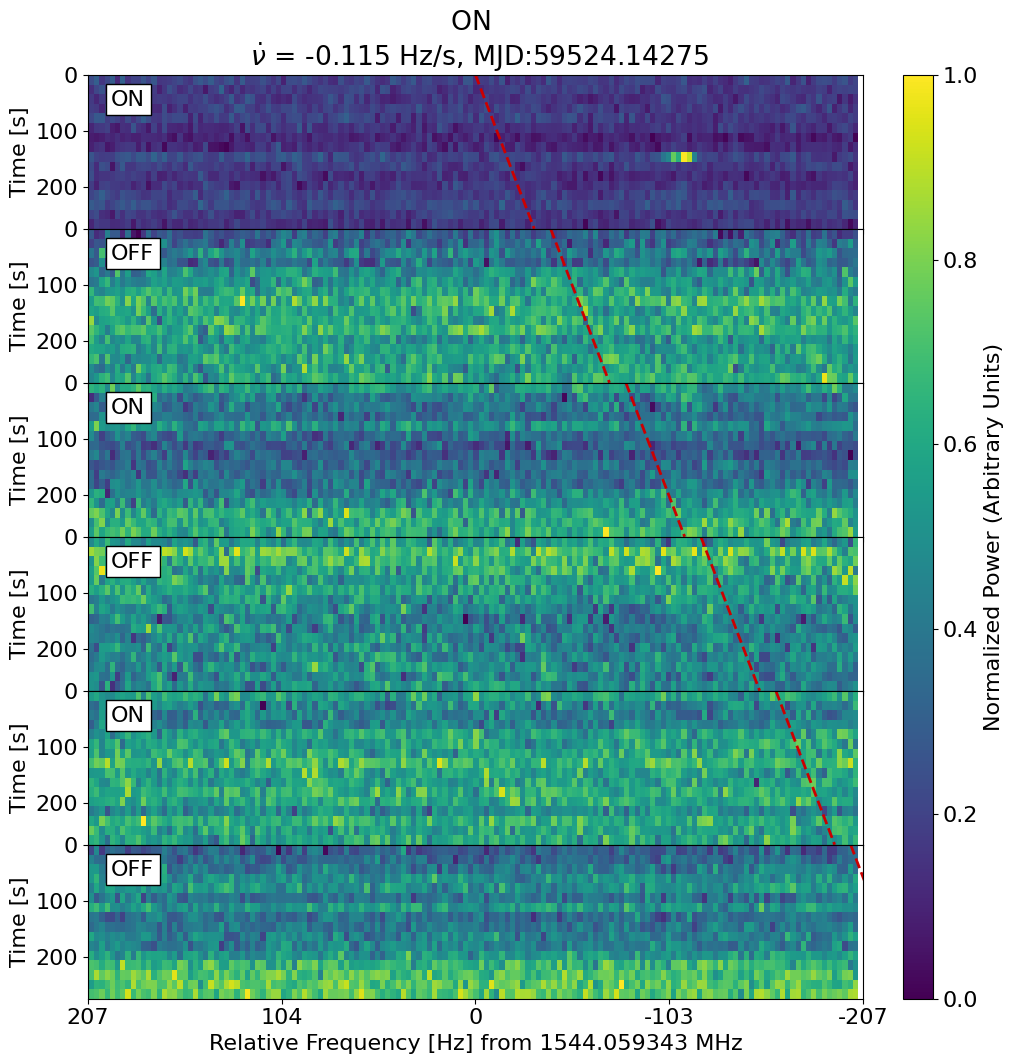 ON
ν̇ = -0.115 Hz/s, MJD:59524.14275
0
ON
100
Time [s]
200
0
OFF
100
Time [s]
200
0
ON
100
Time [s]
200
0
OFF
100
Time [s]
200
0
ON
100
Time [s]
200
0
OFF
100
Time [s]
200
207 104 0 -103 -207
Relative Frequency [Hz] from 1544.059343 MHz
1.0
0.8
0.6
0.4
0.2
0.0
Normalized Power (Arbitrary Units)